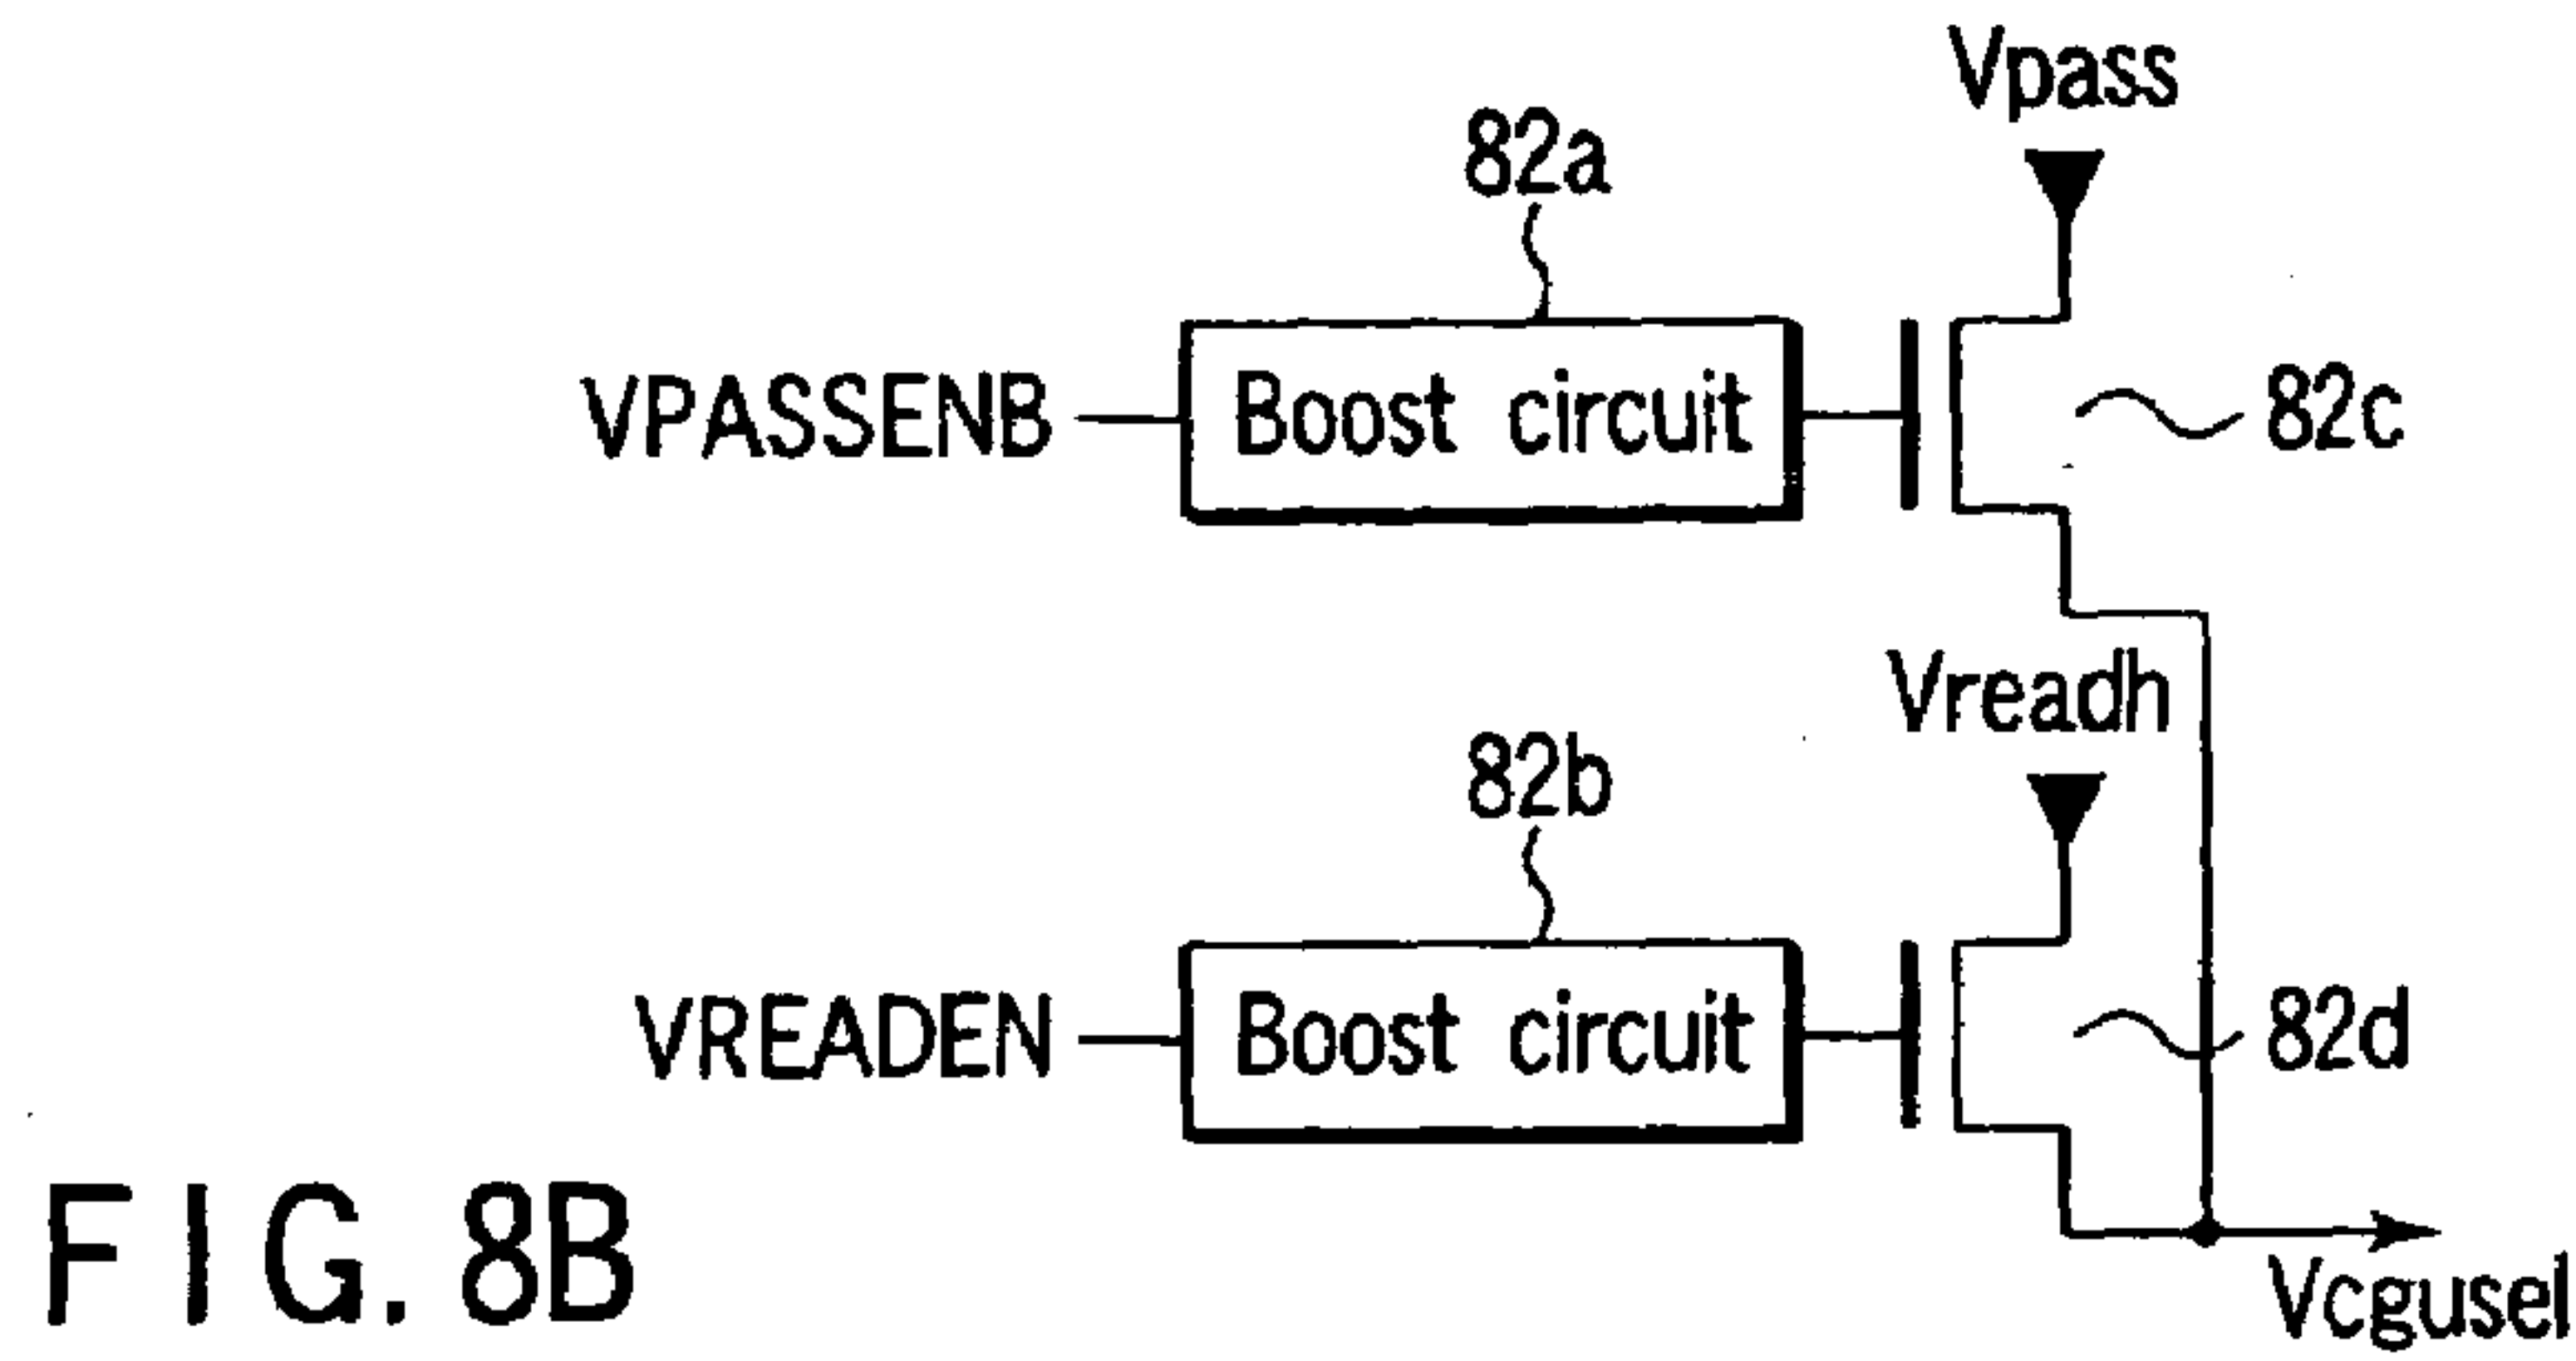 Vpass
82a
VPASSENB
Boost circuit
82c
Vreadh
82b
VREADEN
Boost circuit
82d
Vcgusel
FIG. 8B